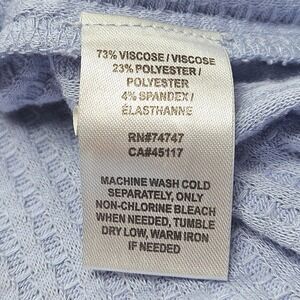 73% VISCOSE / VISCOSE
23% POLYESTER /
POLYESTER
4% SPANDEX /
ÉLASTHANNE
RN#74747
CA#45117
MACHINE WASH COLD
SEPARATELY, ONLY
NON-CHLORINE BLEACH
WHEN NEEDED, TUMBLE
DRY LOW, WARM IRON
IF NEEDED